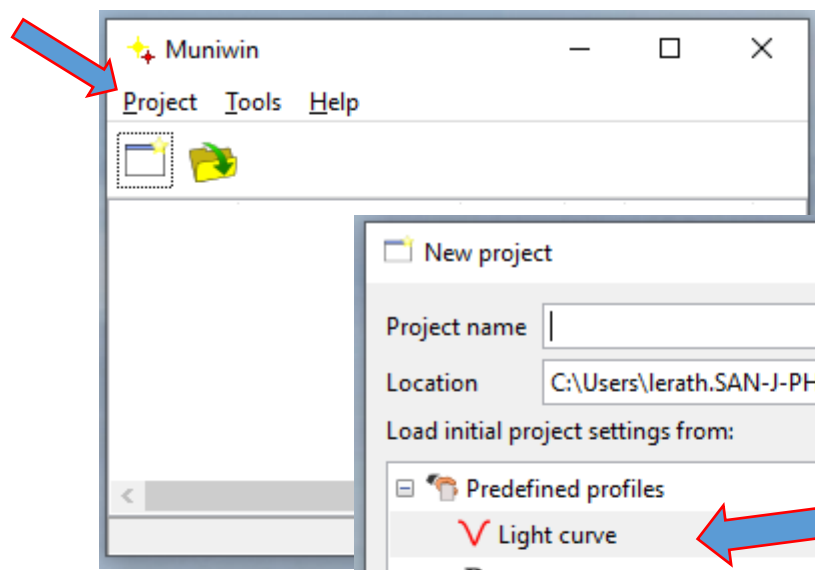 Muniwin
Project Tools Help
New project
Project name
Location C:\Users\lerath.SAN-J-PH
Load initial project settings from:
Predefined profiles
Light curve